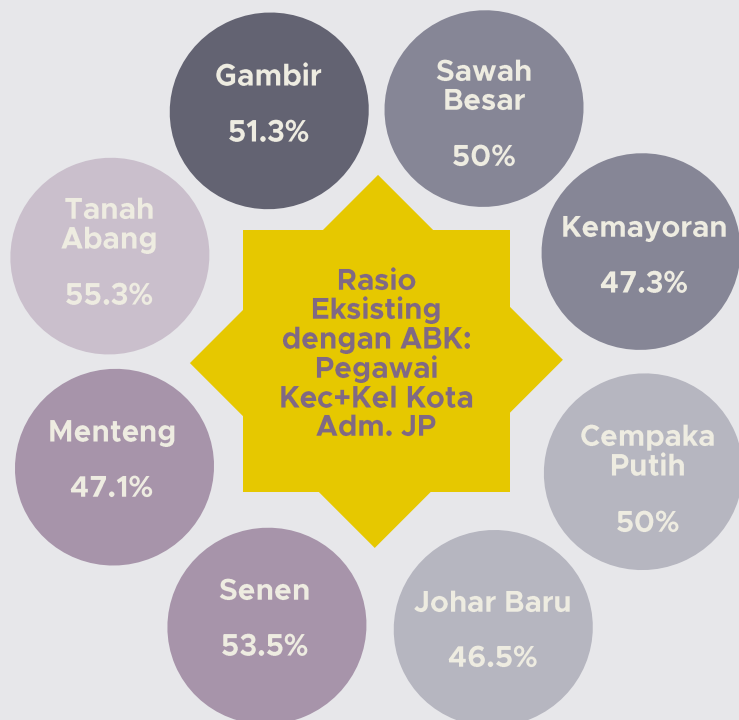 Gambir
51.3%
Sawah
Besar
50%
Tanah
Abang
55.3%
Kemayoran
47.3%
Rasio
Eksisting
dengan ABK:
Pegawai
Kec+Kel Kota
Adm. JP
Menteng
47.1%
Cempaka
Putih
50%
Senen
53.5%
Johar Baru
46.5%